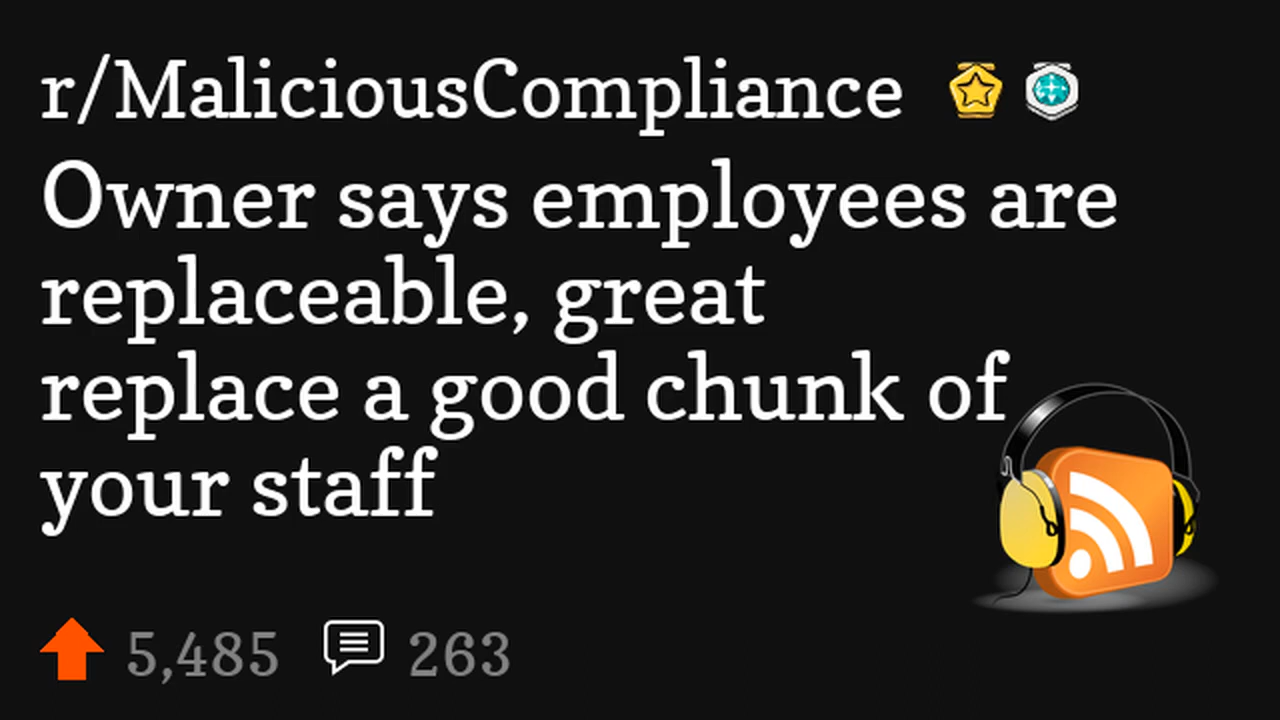 r/MaliciousCompliance
Owner says employees are
replaceable, great
replace a good chunk of
your staff
5,485 263